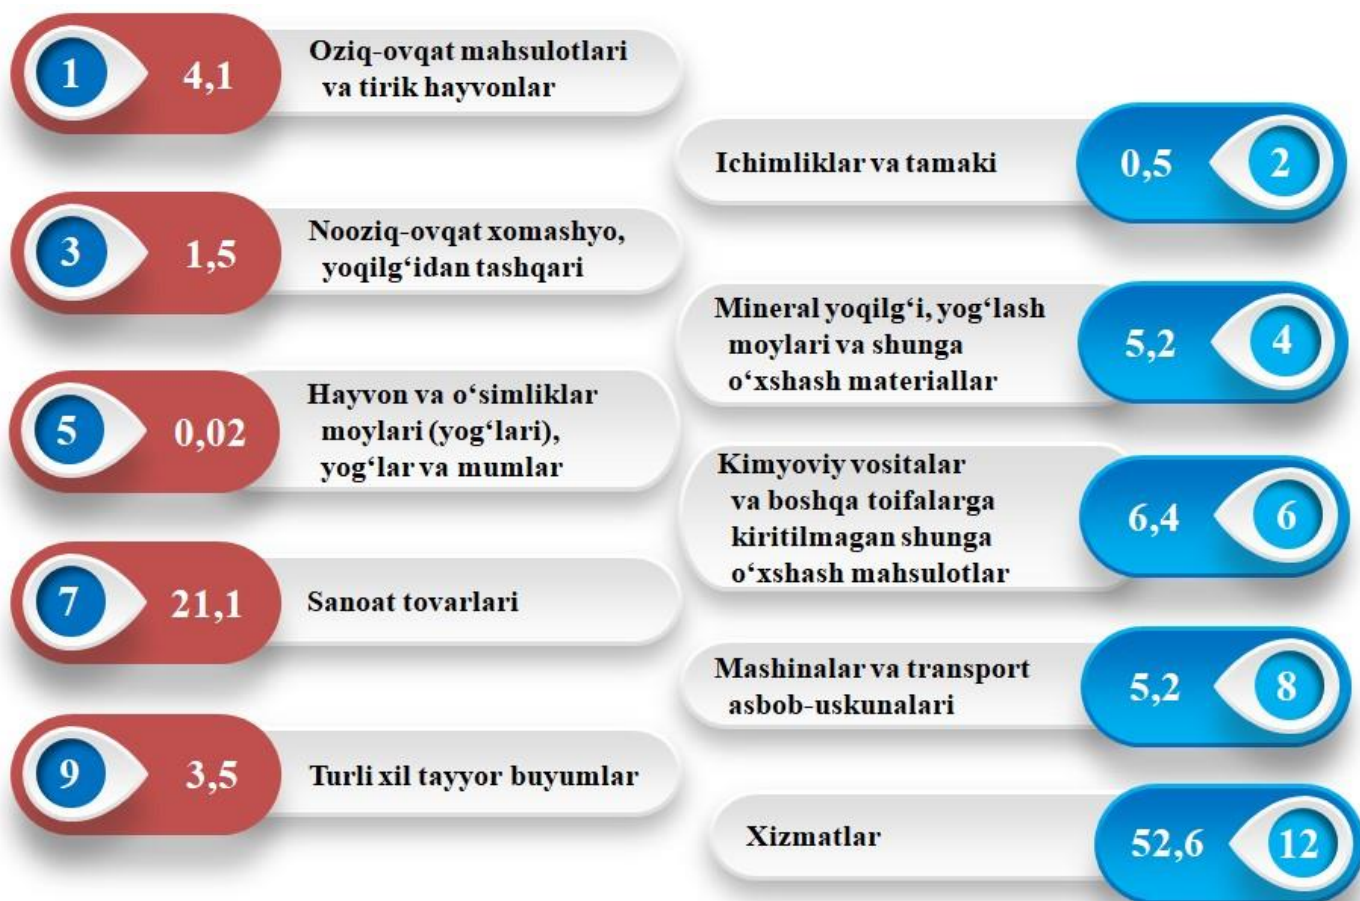 1
4,1
Oziq-ovqat mahsulotlari
va tirik hayvonlar
Ichimliklar va tamaki
0,5
2
3
1,5
Nooziq-ovqat xomashyo,
yoqilg‘idan tashqari
Mineral yoqilg‘i, yog‘lash
moylari va shunga
o‘xshash materiallar
5,2
4
5
0,02
Hayvon va o‘simliklar
moylari (yog‘lari),
yog‘lar va mumlar
Kimyoviy vositalar
va boshqa toifalarga
kiritilmagan shunga
o‘xshash mahsulotlar
6,4
6
7
21,1
Sanoat tovarlari
Mashinalar va transport
asbob-uskunalari
5,2
8
9
3,5
Turli xil tayyor buyumlar
Xizmatlar
52,6
12